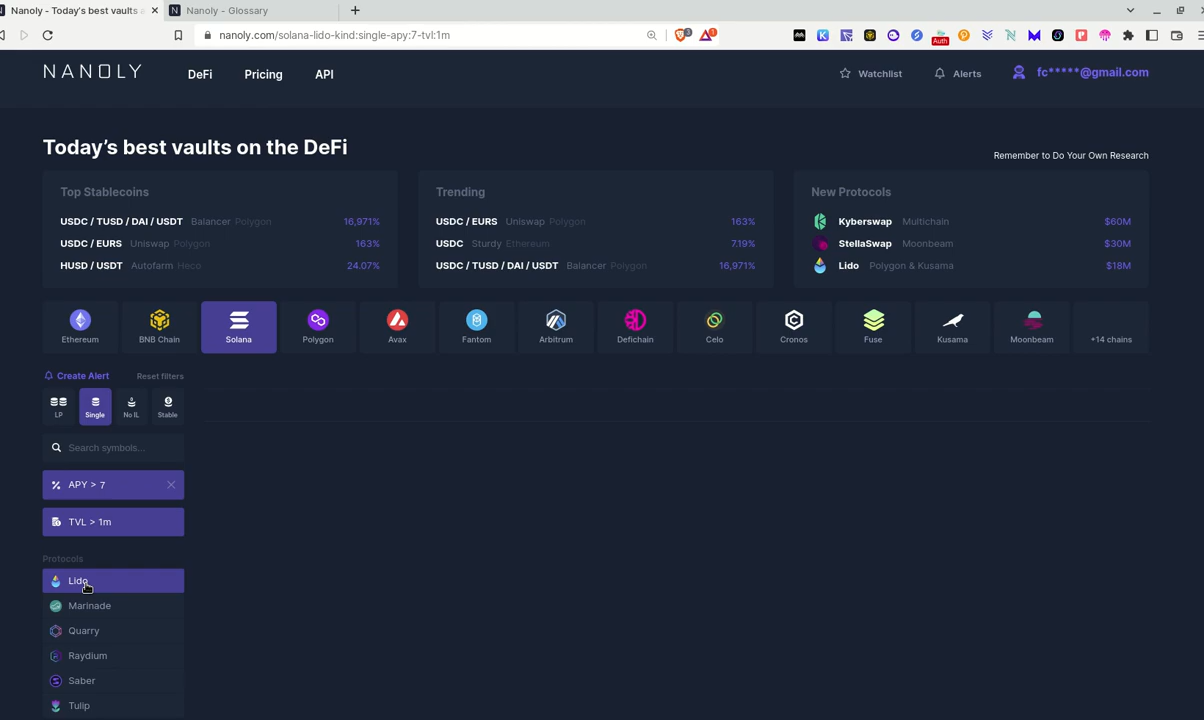 Nanoly - Today's best vaults a
Nanoly - Glossary
nanoly.com/solana-lido-kind:single-apy:7-tvl:1m
3
1
Auth
NANOLY
DeFi
Pricing
API
Watchlist
Alerts
fc*****@gmail.com
Today's best vaults on the DeFi
Remember to Do Your Own Research
Top Stablecoins
USDC / TUSD / DAI / USDT Balancer Polygon 16,971%
USDC / EURS Uniswap Polygon 163%
HUSD / USDT Autofarm Heco 24.07%
Trending
USDC / EURS Uniswap Polygon 163%
USDC Sturdy Ethereum 7.19%
USDC / TUSD / DAI / USDT Balancer Polygon 16,971%
New Protocols
Kyberswap Multichain $60M
StellaSwap Moonbeam $30M
Lido Polygon & Kusama $18M
Ethereum
BNB Chain
Solana
Polygon
Avax
Fantom
Arbitrum
Defichain
Celo
Cronos
Fuse
Kusama
Moonbeam
+14 chains
Create Alert
Reset filters
LP
Single
No IL
Stable
Search symbols...
APY > 7
TVL > 1m
Protocols
Lido
Marinade
Quarry
Raydium
Saber
Tulip